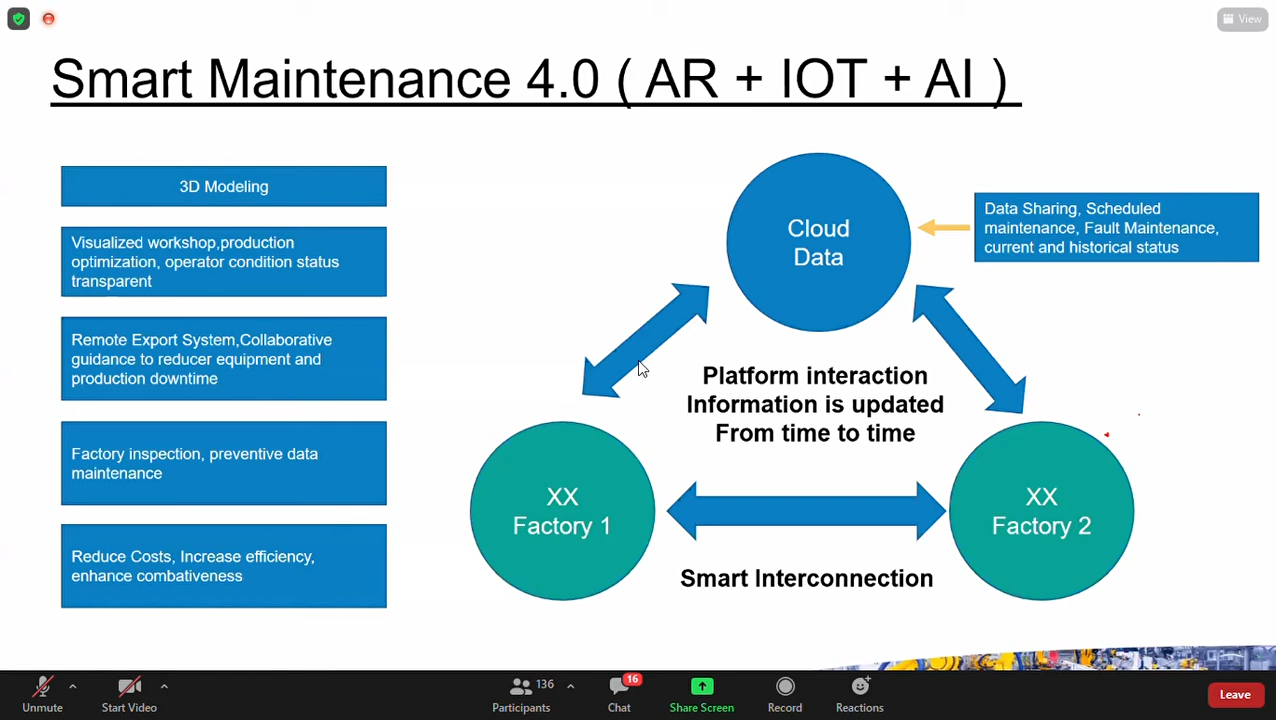 View
Smart Maintenance 4.0 ( AR + IOT + AI )
3D Modeling
Visualized workshop,production
optimization, operator condition status
transparent
Remote Export System,Collaborative
guidance to reducer equipment and
production downtime
Factory inspection, preventive data
maintenance
Reduce Costs, Increase efficiency,
enhance combativeness
Cloud
Data
Data Sharing, Scheduled
maintenance, Fault Maintenance,
current and historical status
Platform interaction
Information is updated
From time to time
XX
Factory 1
XX
Factory 2
Smart Interconnection
Unmute
Start Video
136
Participants
16
Chat
Share Screen
Record
Reactions
Leave